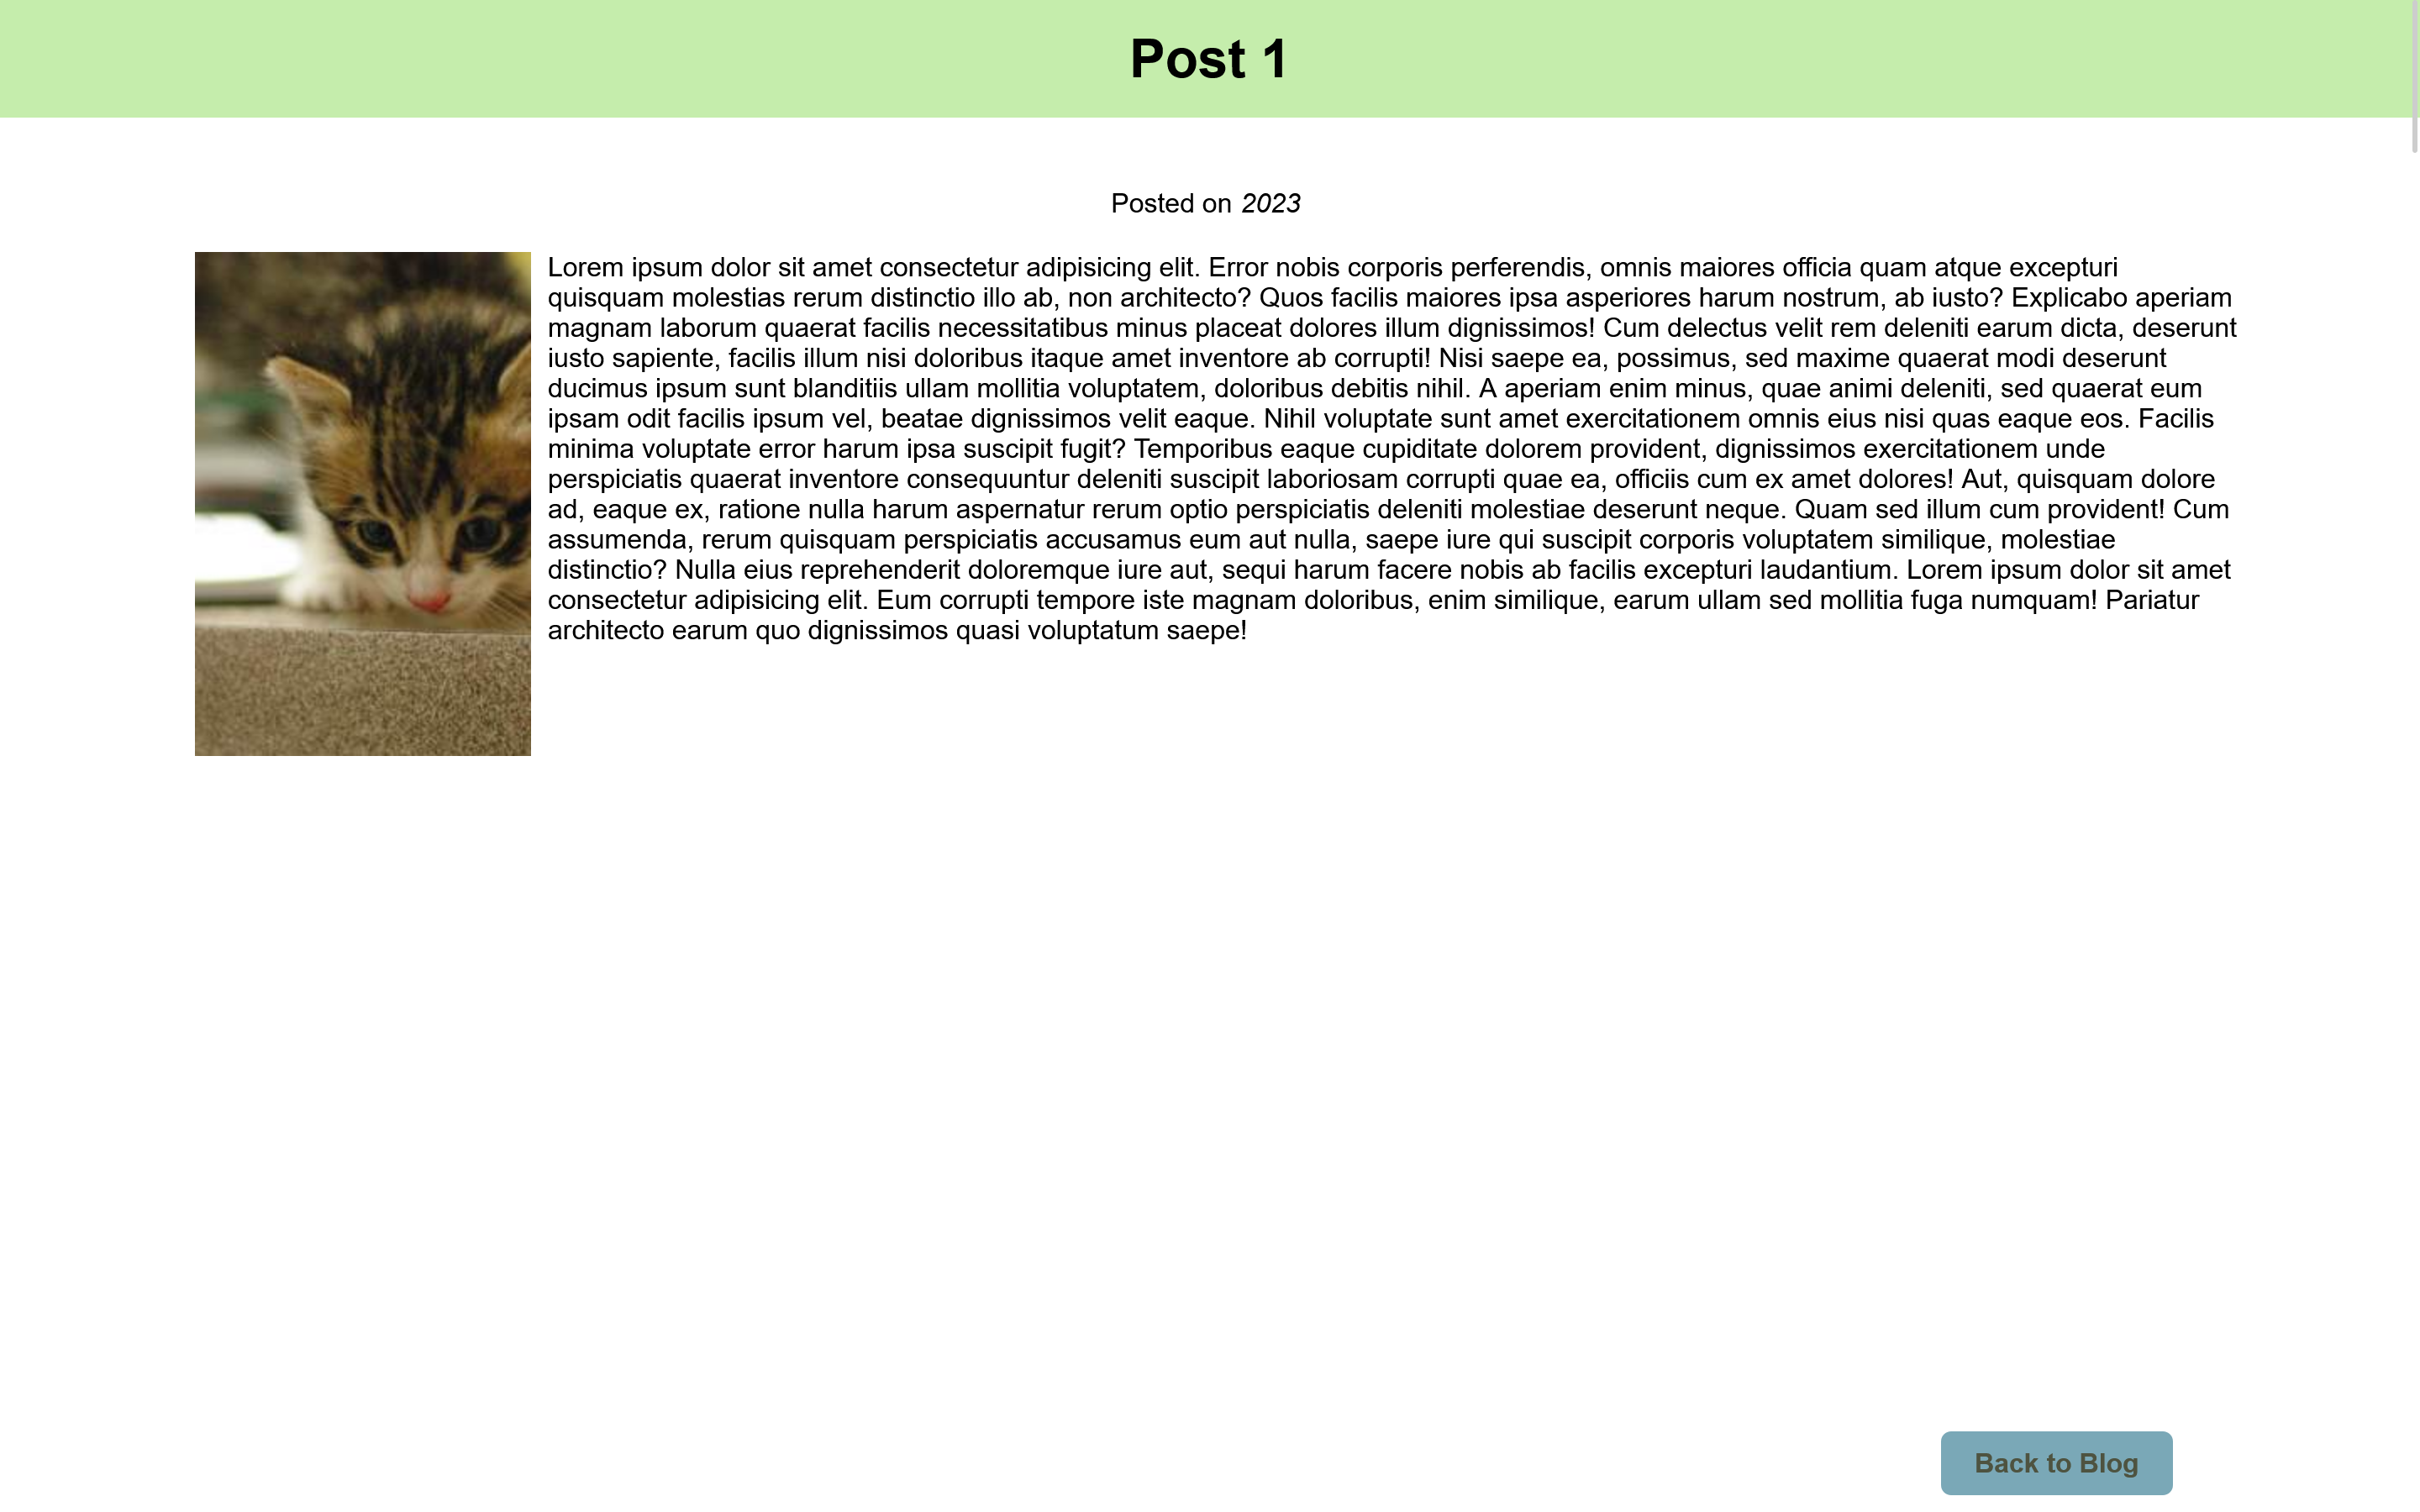 Post 1
Posted on 2023
Lorem ipsum dolor sit amet consectetur adipisicing elit. Error nobis corporis perferendis, omnis maiores officia quam atque excepturi
quisquam molestias rerum distinctio illo ab, non architecto? Quos facilis maiores ipsa asperiores harum nostrum, ab iusto? Explicabo aperiam
magnam laborum quaerat facilis necessitatibus minus placeat dolores illum dignissimos! Cum delectus velit rem deleniti earum dicta, deserunt
iusto sapiente, facilis illum nisi doloribus itaque amet inventore ab corrupti! Nisi saepe ea, possimus, sed maxime quaerat modi deserunt
ducimus ipsum sunt blanditiis ullam mollitia voluptatem, doloribus debitis nihil. A aperiam enim minus, quae animi deleniti, sed quaerat eum
ipsam odit facilis ipsum vel, beatae dignissimos velit eaque. Nihil voluptate sunt amet exercitationem omnis eius nisi quas eaque eos. Facilis
minima voluptate error harum ipsa suscipit fugit? Temporibus eaque cupiditate dolorem provident, dignissimos exercitationem unde
perspiciatis quaerat inventore consequuntur deleniti suscipit laboriosam corrupti quae ea, officiis cum ex amet dolores! Aut, quisquam dolore
ad, eaque ex, ratione nulla harum aspernatur rerum optio perspiciatis deleniti molestiae deserunt neque. Quam sed illum cum provident! Cum
assumenda, rerum quisquam perspiciatis accusamus eum aut nulla, saepe iure qui suscipit corporis voluptatem similique, molestiae
distinctio? Nulla eius reprehenderit doloremque iure aut, sequi harum facere nobis ab facilis excepturi laudantium. Lorem ipsum dolor sit amet
consectetur adipisicing elit. Eum corrupti tempore iste magnam doloribus, enim similique, earum ullam sed mollitia fuga numquam! Pariatur
architecto earum quo dignissimos quasi voluptatum saepe!
Back to Blog